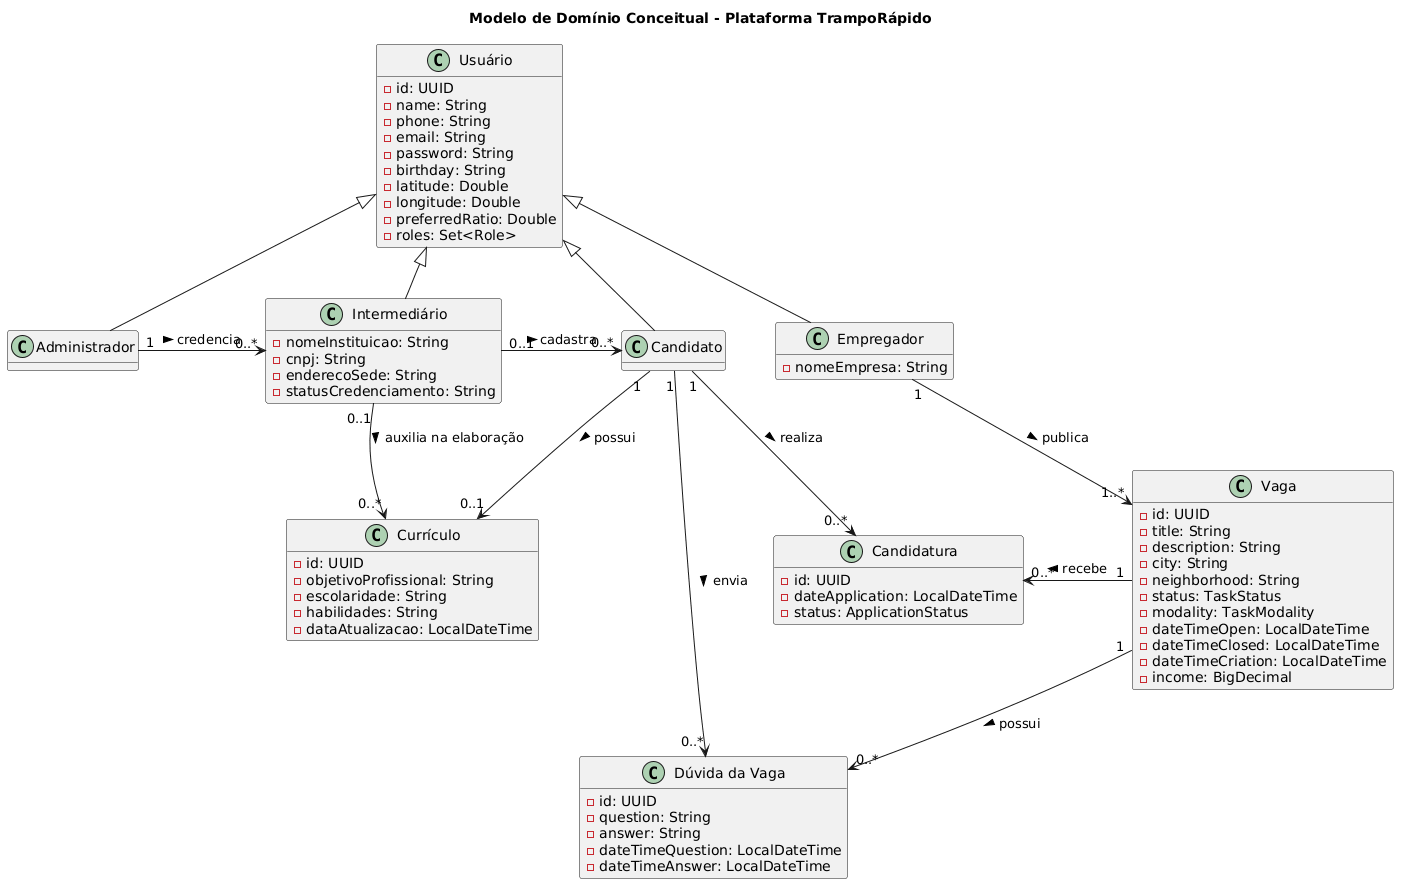 Modelo de Domínio Conceitual - Plataforma TrampoRápido
C Usuário
id: UUID
name: String
phone: String
email: String
password: String
birthday: String
latitude: Double
longitude: Double
preferredRatio: Double
roles: Set<Role>
C Administrador
1
credencia
0..*
C Intermediário
nomeInstituicao: String
cnpj: String
enderecoSede: String
statusCredenciamento: String
0..1
cadastra
0..*
C Candidato
C Empregador
nomeEmpresa: String
0..1
auxilia na elaboração
0..*
1
possui
0..1
1
envia
0..*
1
realiza
0..*
1
publica
1..*
C Currículo
id: UUID
objetivoProfissional: String
escolaridade: String
habilidades: String
dataAtualizacao: LocalDateTime
C Candidatura
id: UUID
dateApplication: LocalDateTime
status: ApplicationStatus
0..*
recebe
1
C Vaga
id: UUID
title: String
description: String
city: String
neighborhood: String
status: TaskStatus
modality: TaskModality
dateTimeOpen: LocalDateTime
dateTimeClosed: LocalDateTime
dateTimeCriation: LocalDateTime
income: BigDecimal
1
possui
0..*
C Dúvida da Vaga
id: UUID
question: String
answer: String
dateTimeQuestion: LocalDateTime
dateTimeAnswer: LocalDateTime